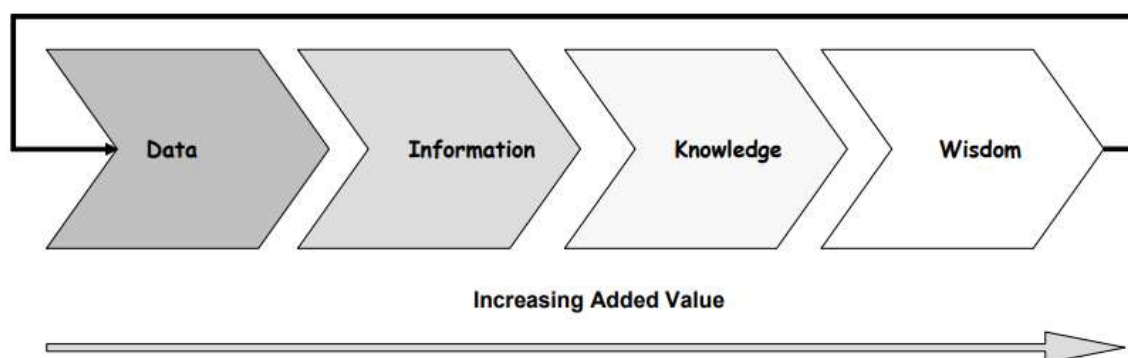 Data
Information
Knowledge
Wisdom
Increasing Added Value